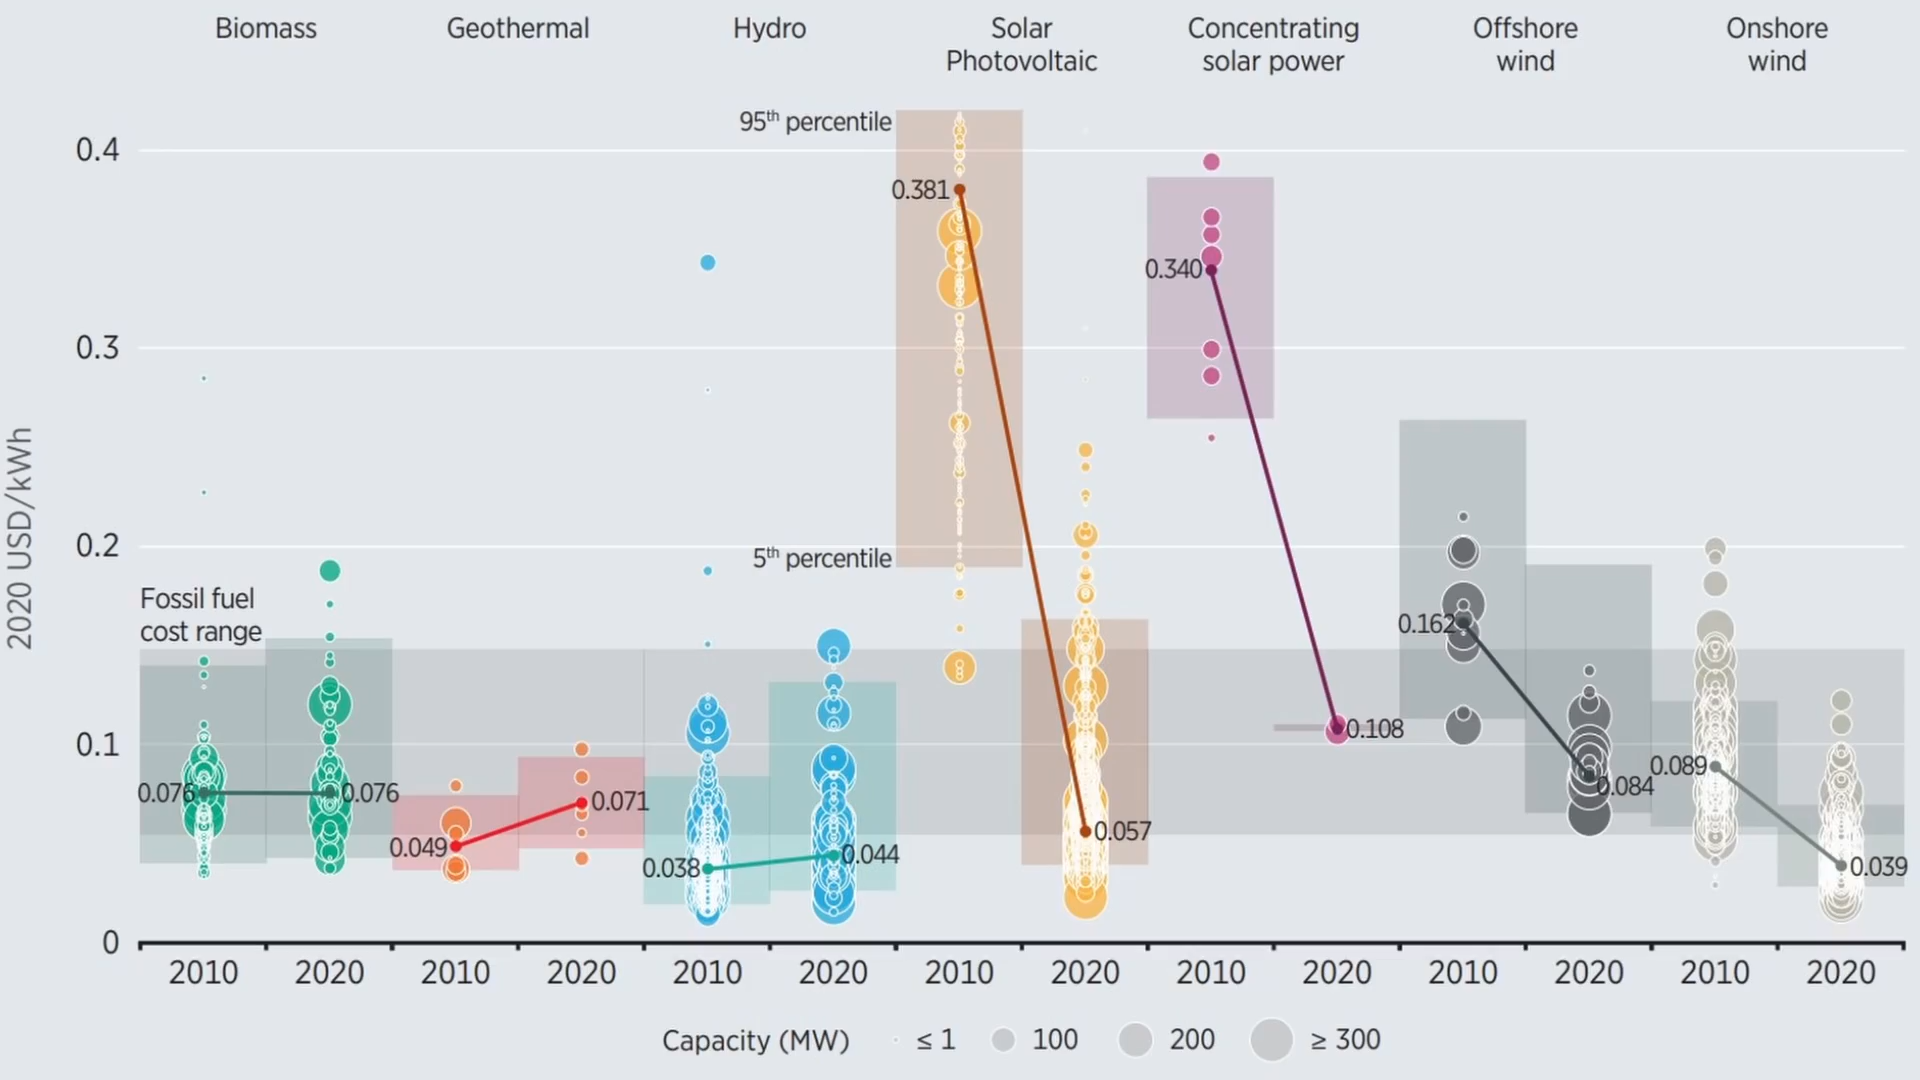 Biomass
Geothermal
Hydro
Solar
Photovoltaic
Concentrating
solar power
Offshore
wind
Onshore
wind
95th percentile
0.4
0.381
0.340
0.3
2020 USD/kWh
0.2
5th percentile
Fossil fuel
cost range
0.162
0.108
0.1
0.076
0.076
0.049
0.071
0.038
0.044
0.057
0.084
0.089
0.039
0
2010
2020
2010
2020
2010
2020
2010
2020
2010
2020
2010
2020
2010
2020
Capacity (MW)
≤ 1
100
200
≥ 300